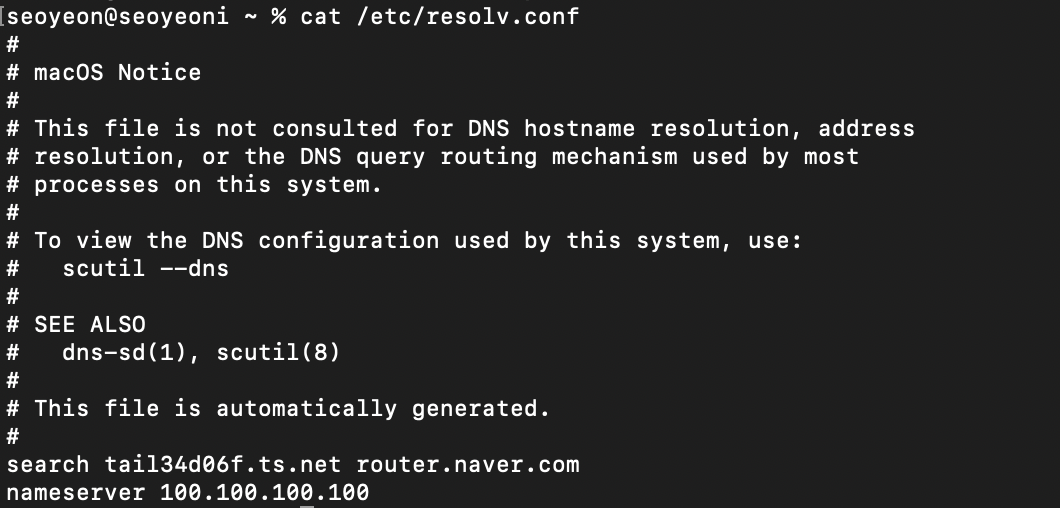 [seoyeon@seoyeoni ~ % cat /etc/resolv.conf
#
# macOS Notice
#
# This file is not consulted for DNS hostname resolution, address
# resolution, or the DNS query routing mechanism used by most
# processes on this system.
#
# To view the DNS configuration used by this system, use:
#   scutil --dns
#
# SEE ALSO
#   dns-sd(1), scutil(8)
#
# This file is automatically generated.
#
search tail34d06f.ts.net router.naver.com
nameserver 100.100.100.100